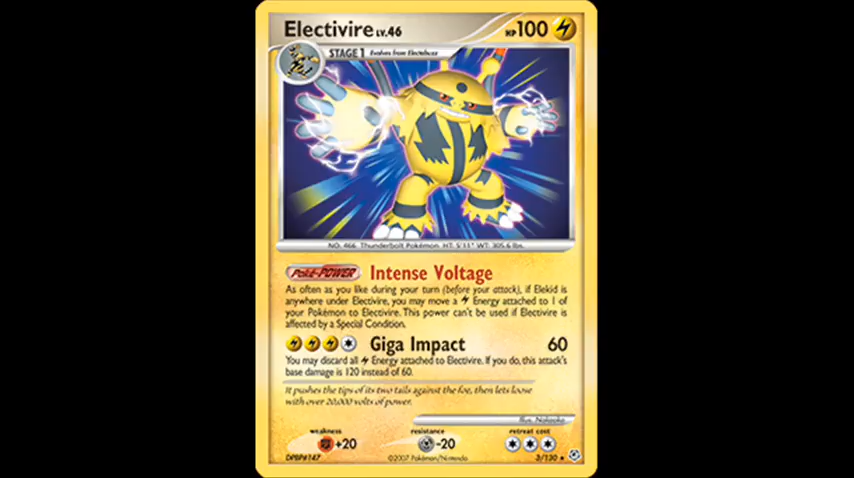 Electivire LV.46 HP 100
STAGE 1 Evolves from Electabuzz
NO. 466 Thunderbolt Pokémon HT: 5'11" WT: 305.6 lbs.
Poké-POWER Intense Voltage
As often as you like during your turn (before your attack), if Elekid is
anywhere under Electivire, you may move a Energy attached to 1 of
your Pokémon to Electivire. This power can't be used if Electivire is
affected by a Special Condition.
Giga Impact 60
You may discard all Energy attached to Electivire. If you do, this attack's
base damage is 120 instead of 60.
It pushes the tips of its two tails against the foe, then lets loose
with over 20,000 volts of power.
Illus. Nakaoka
weakness resistance retreat cost
+20 -20
DPBP#147 ©2007 Pokémon/Nintendo 3/130